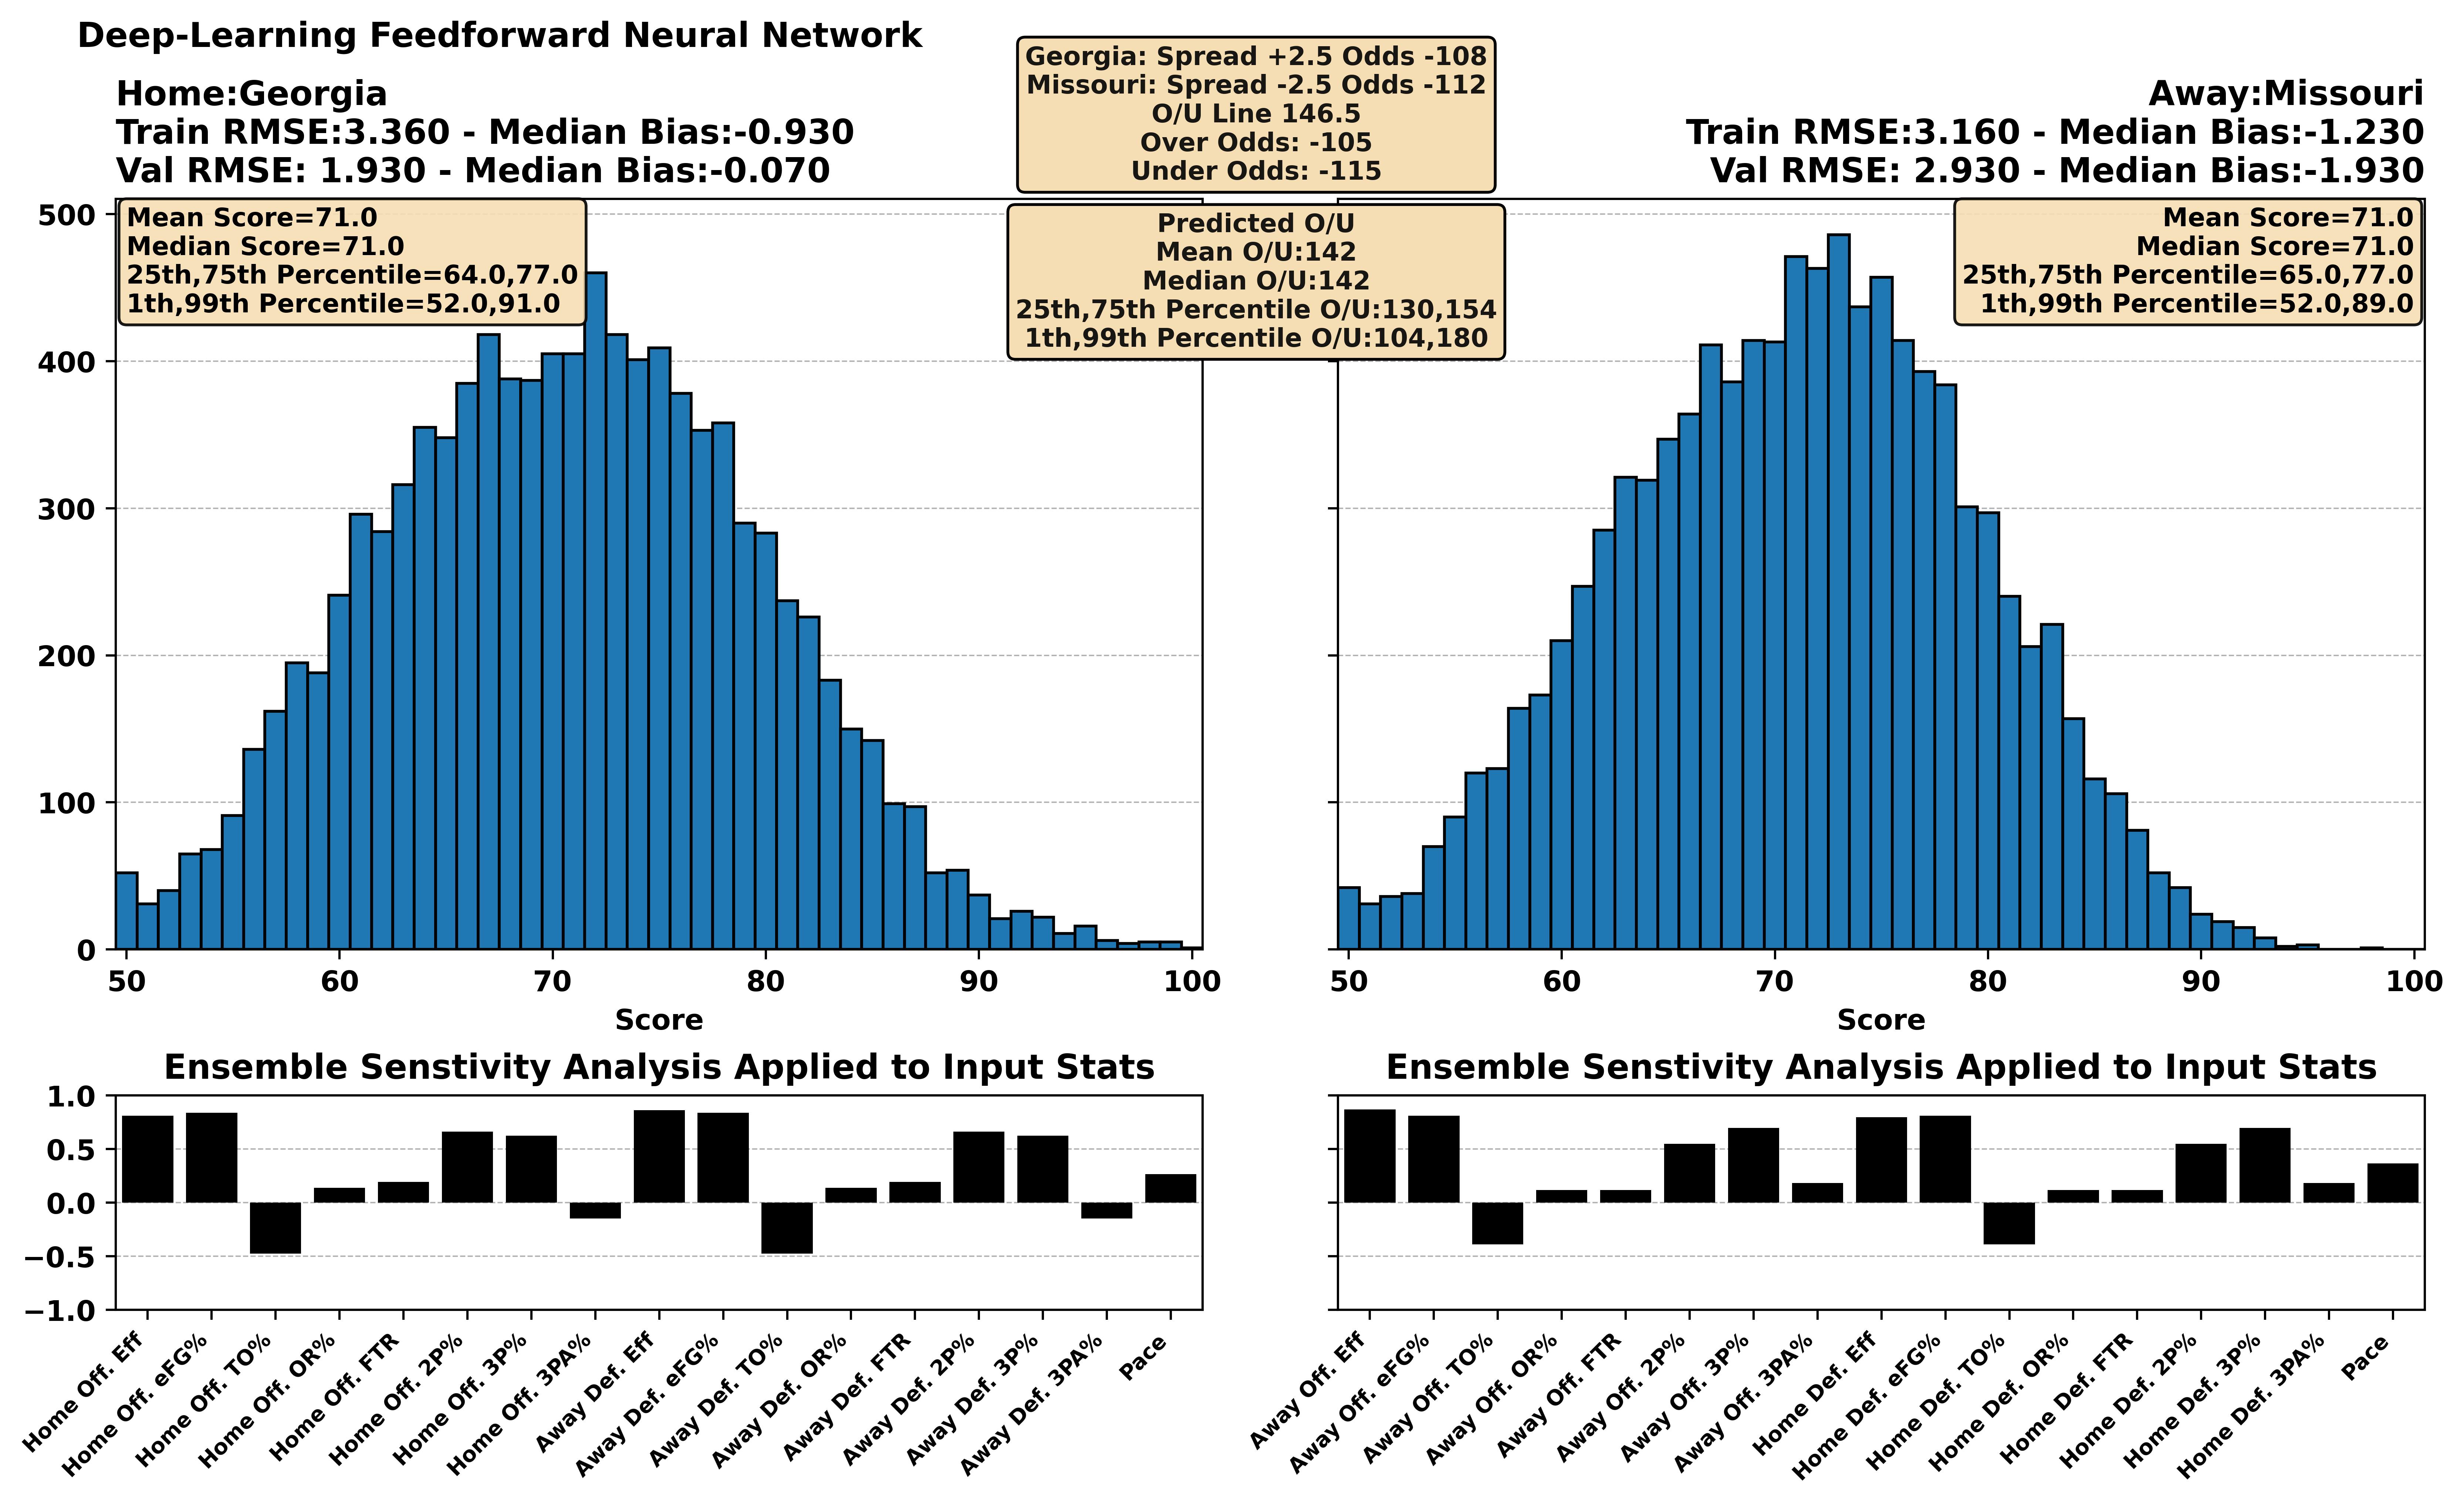 Deep-Learning Feedforward Neural Network
Home:Georgia
Train RMSE:3.360 - Median Bias:-0.930
Val RMSE: 1.930 - Median Bias:-0.070
Georgia: Spread +2.5 Odds -108
Missouri: Spread -2.5 Odds -112
O/U Line 146.5
Over Odds: -105
Under Odds: -115
Away:Missouri
Train RMSE:3.160 - Median Bias:-1.230
Val RMSE: 2.930 - Median Bias:-1.930
Mean Score=71.0
Median Score=71.0
25th,75th Percentile=64.0,77.0
1th,99th Percentile=52.0,91.0
Predicted O/U
Mean O/U:142
Median O/U:142
25th,75th Percentile O/U:130,154
1th,99th Percentile O/U:104,180
Mean Score=71.0
Median Score=71.0
25th,75th Percentile=65.0,77.0
1th,99th Percentile=52.0,89.0
500
400
300
200
100
0
50 60 70 80 90 100
Score
50 60 70 80 90 100
Score
Ensemble Senstivity Analysis Applied to Input Stats
1.0
0.5
0.0
−0.5
−1.0
Home Off. Eff
Home Off. eFG%
Home Off. TO%
Home Off. OR%
Home Off. FTR
Home Off. 2P%
Home Off. 3P%
Home Off. 3PA%
Away Def. Eff
Away Def. eFG%
Away Def. TO%
Away Def. OR%
Away Def. FTR
Away Def. 2P%
Away Def. 3P%
Away Def. 3PA%
Pace
Ensemble Senstivity Analysis Applied to Input Stats
Away Off. Eff
Away Off. eFG%
Away Off. TO%
Away Off. OR%
Away Off. FTR
Away Off. 2P%
Away Off. 3P%
Away Off. 3PA%
Home Def. Eff
Home Def. eFG%
Home Def. TO%
Home Def. OR%
Home Def. FTR
Home Def. 2P%
Home Def. 3P%
Home Def. 3PA%
Pace